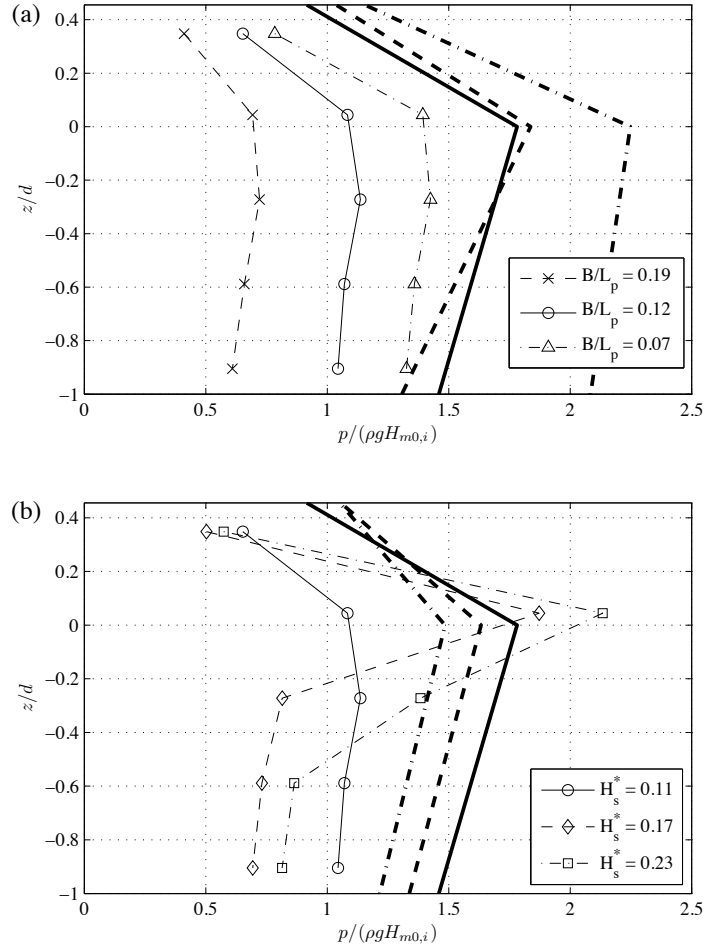 (a)
0.4
0.2
0
−0.2
−0.4
−0.6
−0.8
−1
z/d
B/L_p = 0.19
B/L_p = 0.12
B/L_p = 0.07
0 0.5 1 1.5 2 2.5
p/(ρgH_{m0,i})
(b)
0.4
0.2
0
−0.2
−0.4
−0.6
−0.8
−1
z/d
H_s^* = 0.11
H_s^* = 0.17
H_s^* = 0.23
0 0.5 1 1.5 2 2.5
p/(ρgH_{m0,i})